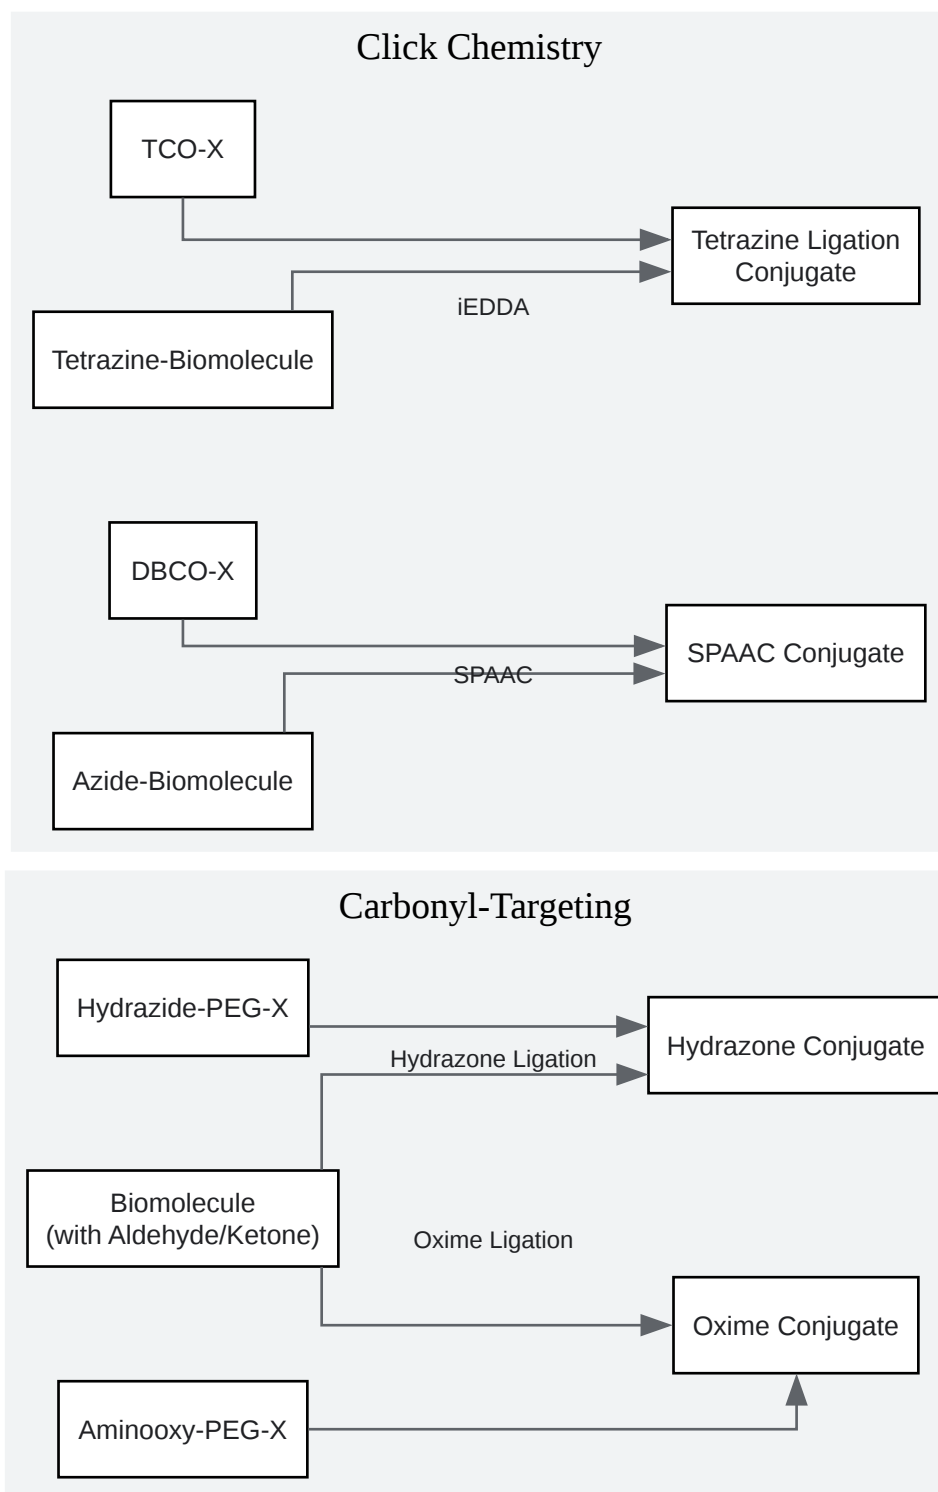 Click Chemistry
TCO-X
Tetrazine Ligation
Conjugate
iEDDA
Tetrazine-Biomolecule
DBCO-X
SPAAC Conjugate
SPAAC
Azide-Biomolecule
Carbonyl-Targeting
Hydrazide-PEG-X
Hydrazone Conjugate
Hydrazone Ligation
Biomolecule
(with Aldehyde/Ketone)
Oxime Ligation
Oxime Conjugate
Aminooxy-PEG-X